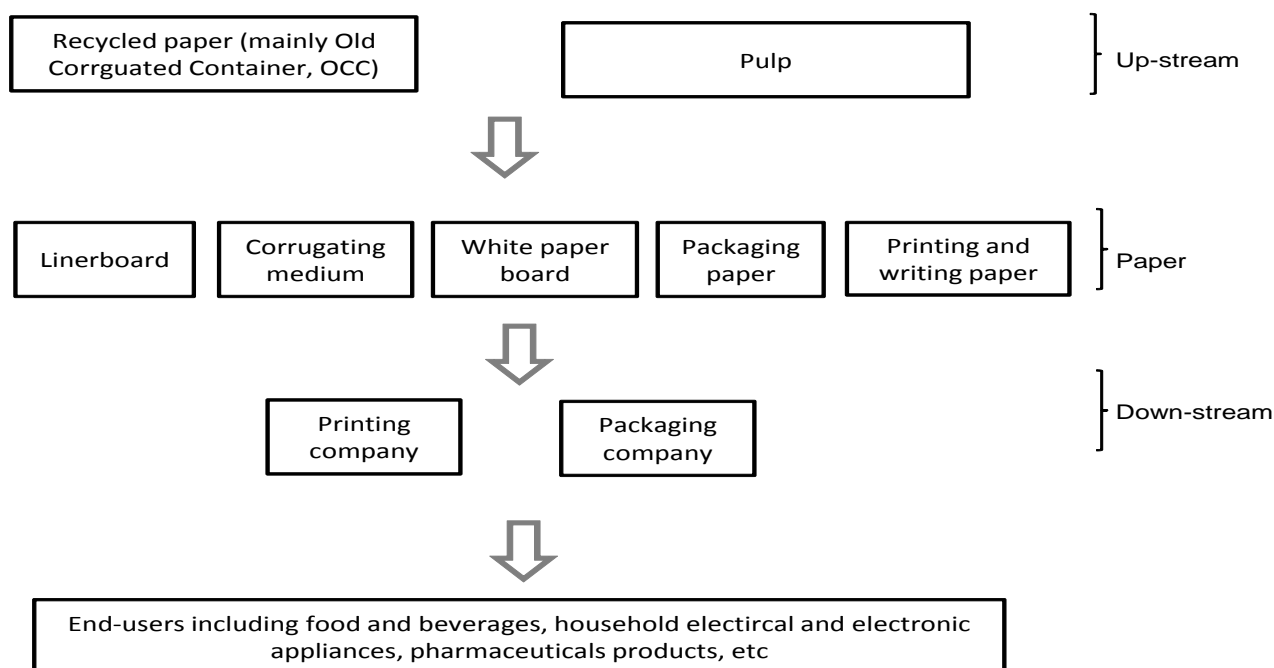 Recycled paper (mainly Old
Corrguated Container, OCC)
Pulp
Up-stream
Linerboard
Corrugating
medium
White paper
board
Packaging
paper
Printing and
writing paper
Paper
Printing
company
Packaging
company
Down-stream
End-users including food and beverages, household electircal and electronic
appliances, pharmaceuticals products, etc